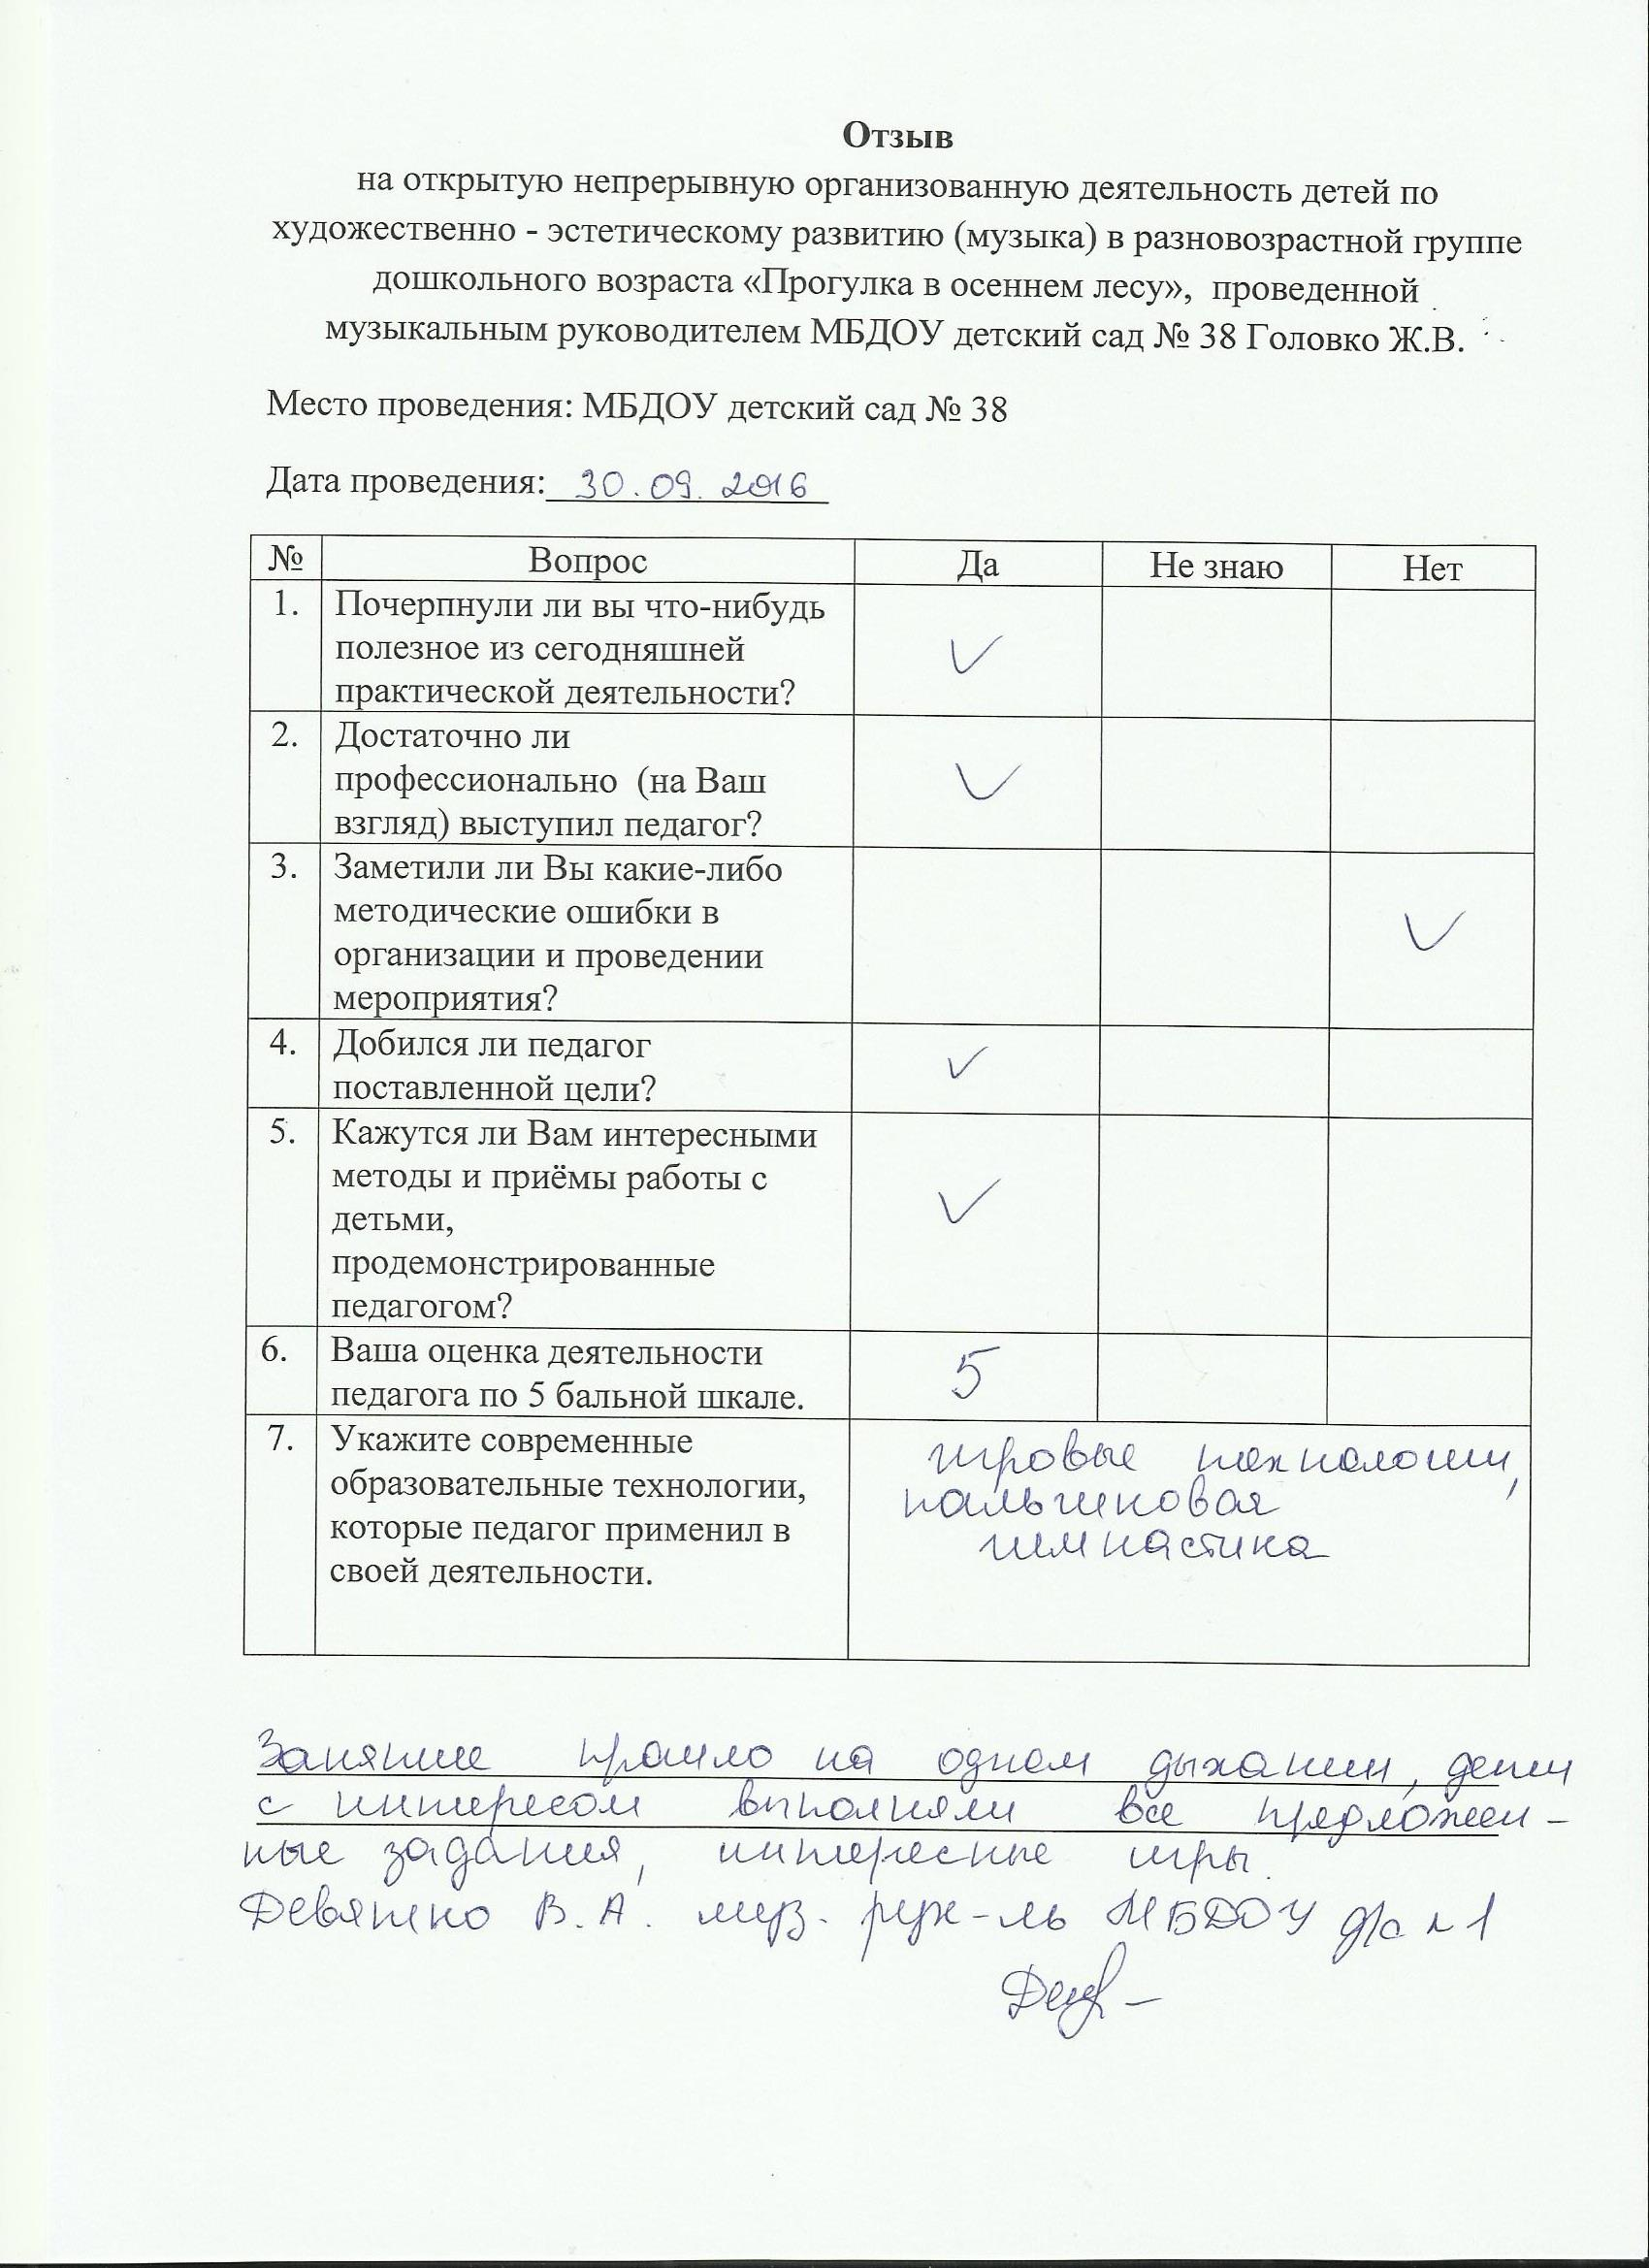 Отзыв
на открытую непрерывную организованную деятельность детей по
художественно - эстетическому развитию (музыка) в разновозрастной группе
дошкольного возраста «Прогулка в осеннем лесу», проведенной
музыкальным руководителем МБДОУ детский сад № 38 Головко Ж.В.
Место проведения: МБДОУ детский сад № 38
Дата проведения: 30.09.2016
№ Вопрос Да Не знаю Нет
1. Почерпнули ли вы что-нибудь
полезное из сегодняшней
практической деятельности?
2. Достаточно ли
профессионально (на Ваш
взгляд) выступил педагог?
3. Заметили ли Вы какие-либо
методические ошибки в
организации и проведении
мероприятия?
4. Добился ли педагог
поставленной цели?
5. Кажутся ли Вам интересными
методы и приёмы работы с
детьми,
продемонстрированные
педагогом?
6. Ваша оценка деятельности 5
педагога по 5 бальной шкале.
7. Укажите современные
образовательные технологии,
которые педагог применил в
своей деятельности.
игровые технологии,
пальчиковая
гимнастика
Занятие прошло на одном дыхании, дети
с интересом выполняли все предложен-
ные задания, интересные игры.
Девятко В.А. муз. рук-ль МБДОУ д/с № 1